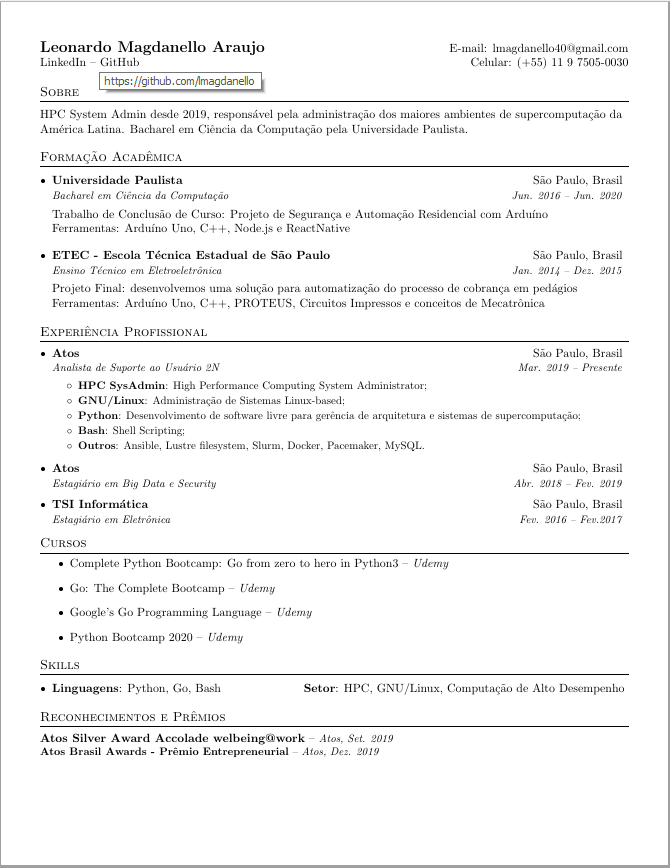 Leonardo Magdanello Araujo E-mail: lmagdanello40@gmail.com
LinkedIn – GitHub Celular: (+55) 11 9 7505-0030
https://github.com/lmagdanello
Sobre
HPC System Admin desde 2019, responsável pela administração dos maiores ambientes de supercomputação da
América Latina. Bacharel em Ciência da Computação pela Universidade Paulista.
Formação Acadêmica
• Universidade Paulista São Paulo, Brasil
Bacharel em Ciência da Computação Jun. 2016 – Jun. 2020
Trabalho de Conclusão de Curso: Projeto de Segurança e Automação Residencial com Arduíno
Ferramentas: Arduíno Uno, C++, Node.js e ReactNative
• ETEC - Escola Técnica Estadual de São Paulo São Paulo, Brasil
Ensino Técnico em Eletroeletrônica Jan. 2014 – Dez. 2015
Projeto Final: desenvolvemos uma solução para automatização do processo de cobrança em pedágios
Ferramentas: Arduíno Uno, C++, PROTEUS, Circuitos Impressos e conceitos de Mecatrônica
Experiência Profissional
• Atos São Paulo, Brasil
Analista de Suporte ao Usuário 2N Mar. 2019 – Presente
◦ HPC SysAdmin: High Performance Computing System Administrator;
◦ GNU/Linux: Administração de Sistemas Linux-based;
◦ Python: Desenvolvimento de software livre para gerência de arquitetura e sistemas de supercomputação;
◦ Bash: Shell Scripting;
◦ Outros: Ansible, Lustre filesystem, Slurm, Docker, Pacemaker, MySQL.
• Atos São Paulo, Brasil
Estagiário em Big Data e Security Abr. 2018 – Fev. 2019
• TSI Informática São Paulo, Brasil
Estagiário em Eletrônica Fev. 2016 – Fev.2017
Cursos
• Complete Python Bootcamp: Go from zero to hero in Python3 – Udemy
• Go: The Complete Bootcamp – Udemy
• Google's Go Programming Language – Udemy
• Python Bootcamp 2020 – Udemy
Skills
• Linguagens: Python, Go, Bash Setor: HPC, GNU/Linux, Computação de Alto Desempenho
Reconhecimentos e Prêmios
Atos Silver Award Accolade welbeing@work – Atos, Set. 2019
Atos Brasil Awards - Prêmio Entrepreneurial – Atos, Dez. 2019